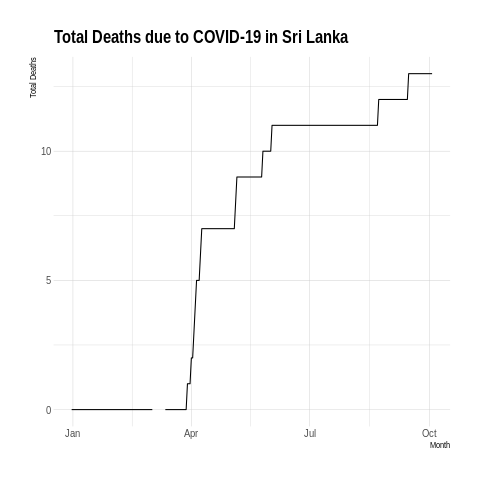 Total Deaths due to COVID-19 in Sri Lanka
Total Deaths
10
5
0
Jan Apr Jul Oct
Month